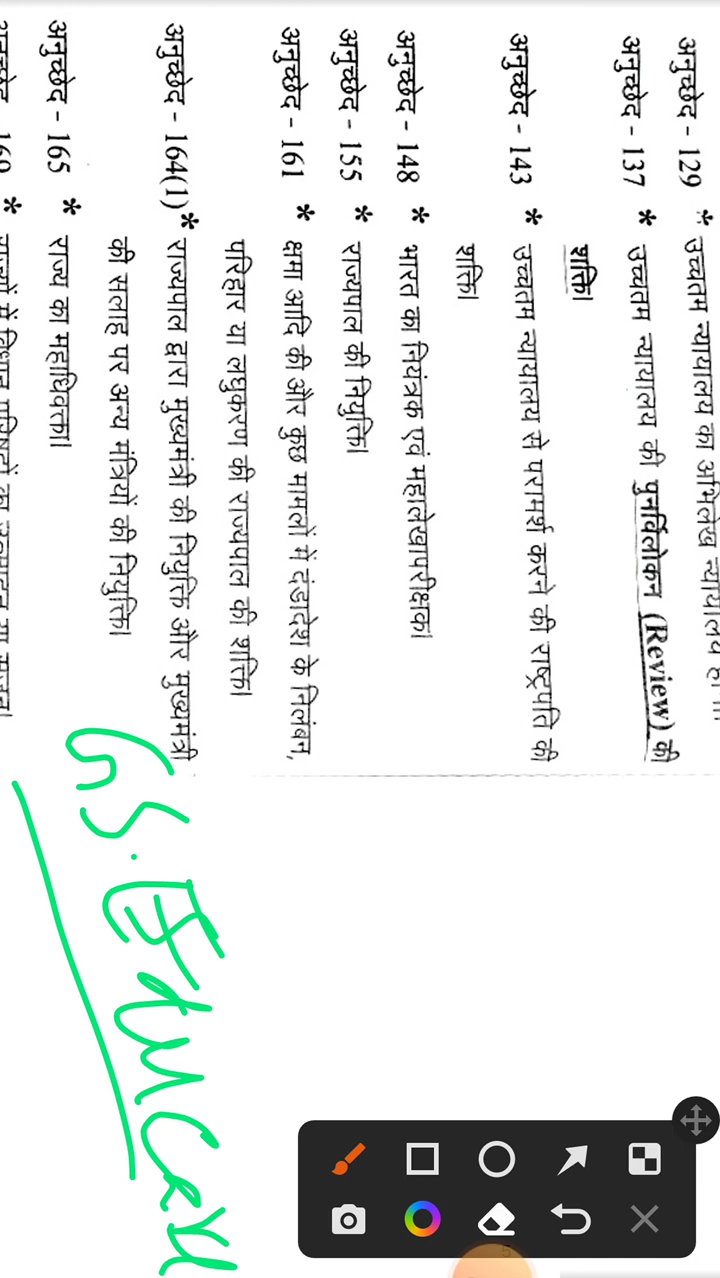 अनुच्छेद - 129 * उच्चतम न्यायालय का अभिलेख न्यायालय
अनुच्छेद - 137 * उच्चतम न्यायालय की पुनर्विलोकन (Review) की
शक्ति।
अनुच्छेद - 143 * उच्चतम न्यायालय से परामर्श करने की राष्ट्रपति की
शक्ति।
अनुच्छेद - 148 * भारत का नियंत्रक एवं महालेखापरीक्षक।
अनुच्छेद - 155 * राज्यपाल की नियुक्ति।
अनुच्छेद - 161 * क्षमा आदि की और कुछ मामलों में दंडादेश के निलंबन,
परिहार या लघुकरण की राज्यपाल की शक्ति।
अनुच्छेद - 164(1)* राज्यपाल द्वारा मुख्यमंत्री की नियुक्ति और मुख्यमंत्री
की सलाह पर अन्य मंत्रियों की नियुक्ति।
अनुच्छेद - 165 * राज्य का महाधिवक्ता।
GS.